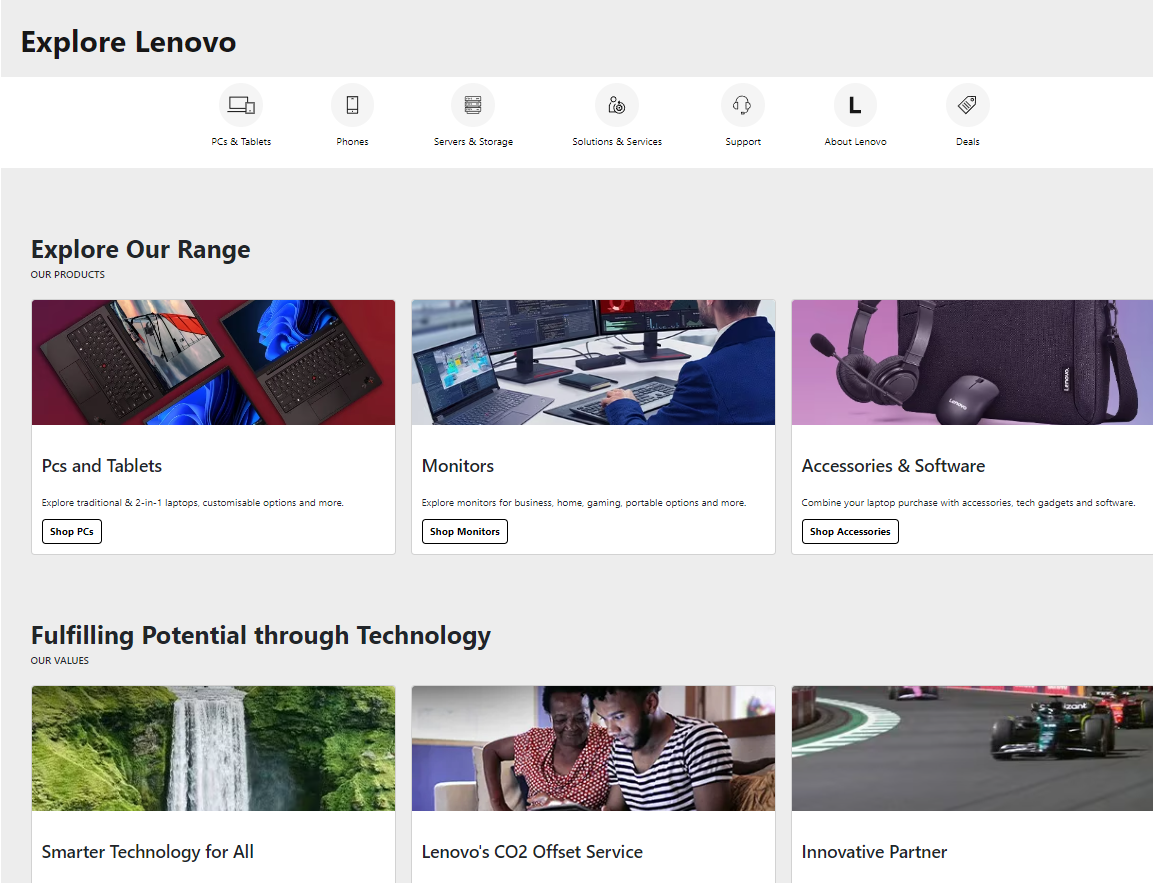 Explore Lenovo
L
PCs & Tablets
Phones
Servers & Storage
Solutions & Services
Support
About Lenovo
Deals
Explore Our Range
OUR PRODUCTS
Lenovo
Lenovo
Pcs and Tablets
Monitors
Accessories & Software
Explore traditional & 2-in-1 laptops, customisable options and more.
Explore monitors for business, home, gaming, portable options and more.
Combine your laptop purchase with accessories, tech gadgets and software.
Shop PCs
Shop Monitors
Shop Accessories
Fulfilling Potential through Technology
OUR VALUES
Smarter Technology for All
Lenovo's CO2 Offset Service
Innovative Partner